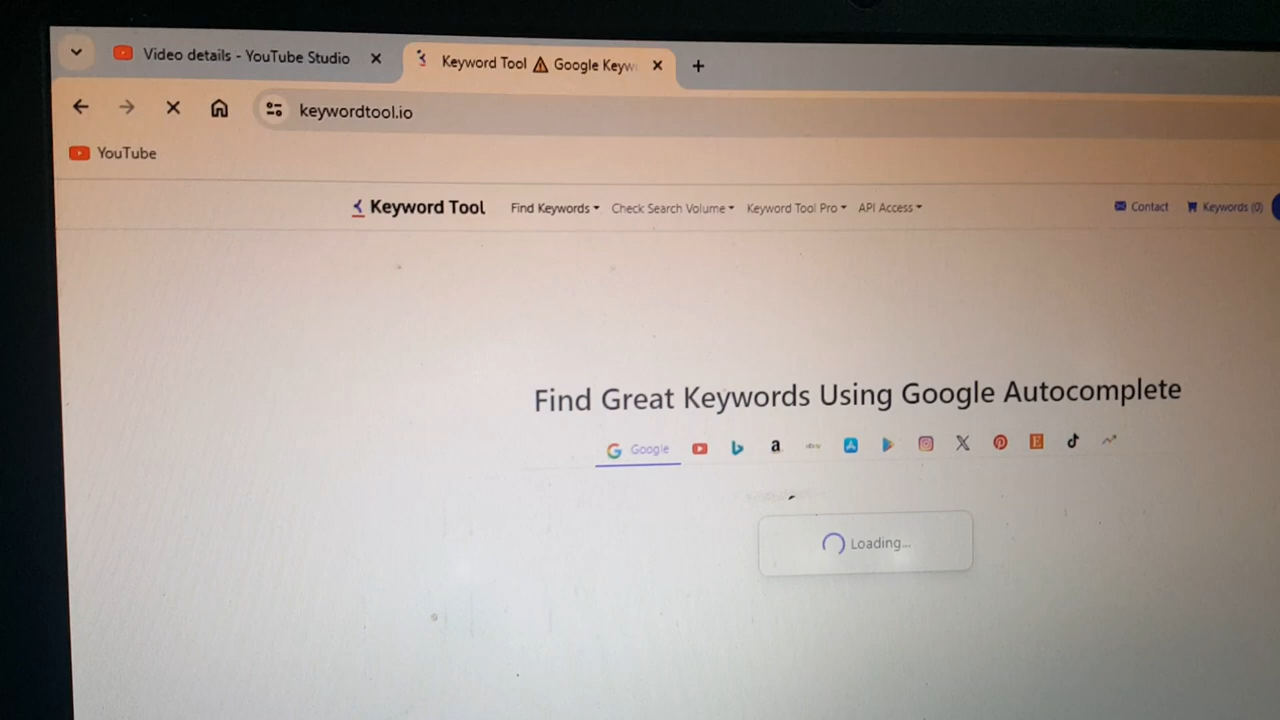 Video details - YouTube Studio
Keyword Tool ⚠ Google Keyw
keywordtool.io
YouTube
Keyword Tool Find Keywords Check Search Volume Keyword Tool Pro API Access Contact Keywords (0)
Find Great Keywords Using Google Autocomplete
Google
Loading...